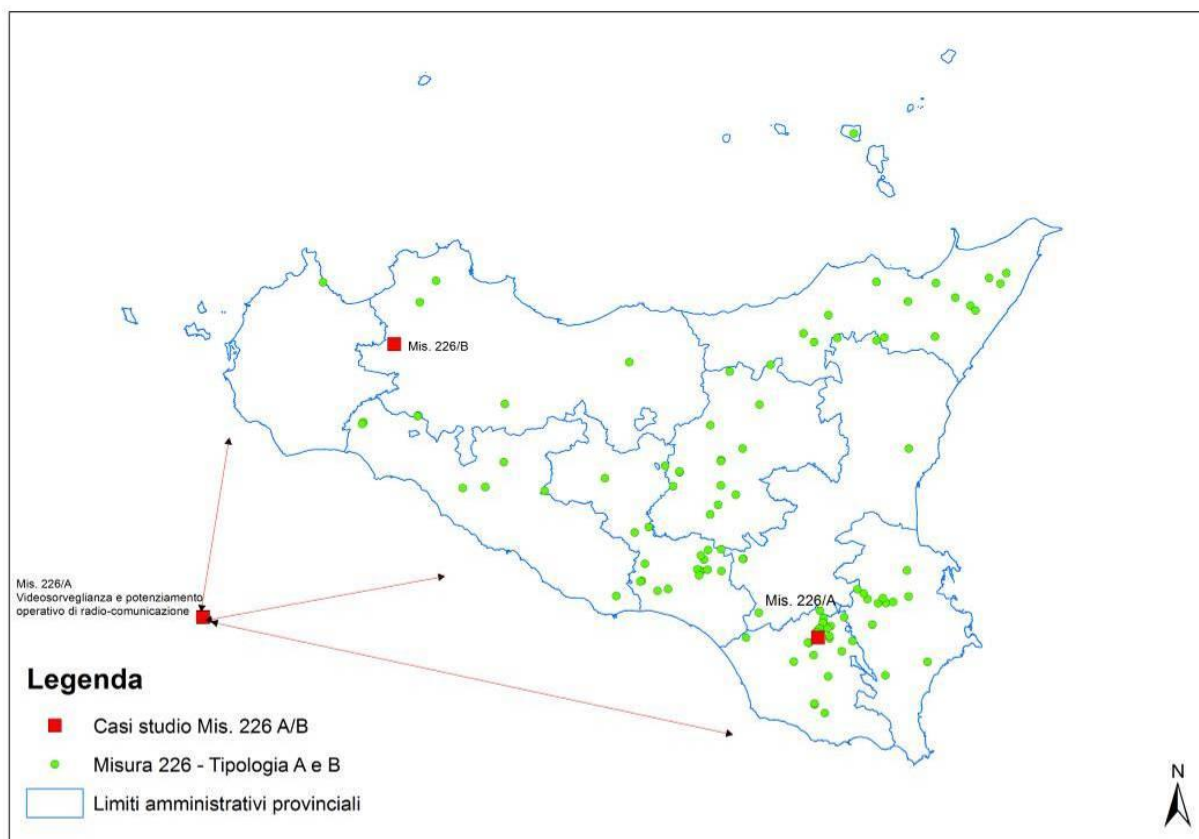 Mis. 226/B
Mis. 226/A
Videosorveglianza e potenziamento
operativo di radio-comunicazione
Mis. 226/A
Legenda
Casi studio Mis. 226 A/B
Misura 226 - Tipologia A e B
Limiti amministrativi provinciali
N